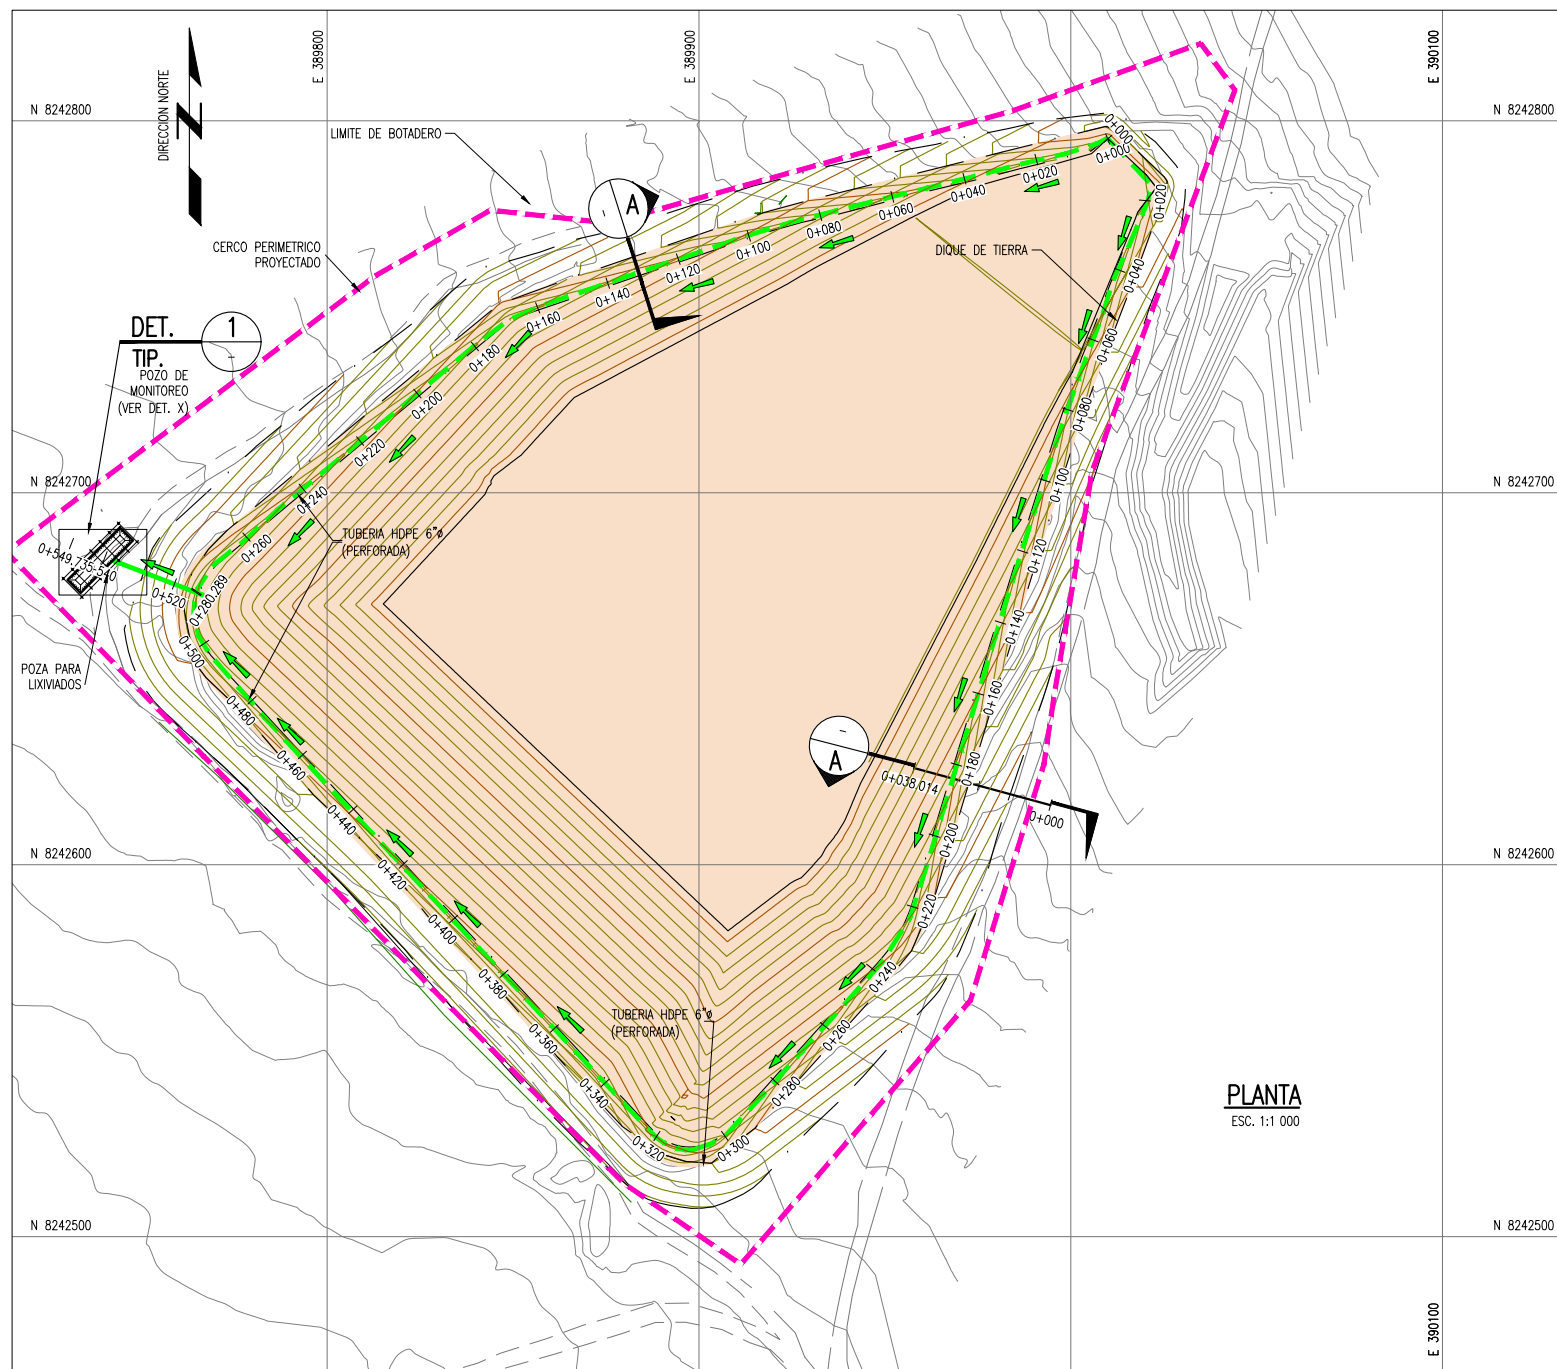 E 389800
E 389900
E 390100
N 8242800
N 8242800
DIRECCION NORTE
N
LIMITE DE BOTADERO
A
CERCO PERIMETRICO
PROYECTADO
DIQUE DE TIERRA
DET.
1
TIP.
POZO DE
MONITOREO
(VER DET. X)
0+000
0+000
0+020
0+040
0+060
0+080
0+100
0+120
0+140
0+160
0+180
0+200
0+220
0+240
0+260
0+280.289
0+020
0+040
0+060
0+080
0+100
0+120
0+140
0+160
0+180
0+200
0+220
0+240
0+260
0+280
0+300
0+320
0+340
0+360
0+380
0+400
0+420
0+440
0+460
0+480
0+500
0+520
N 8242700
N 8242700
TUBERIA HDPE 6"ø
(PERFORADA)
POZA PARA
LIXIVIADOS
A
0+038.014
0+000
N 8242600
N 8242600
TUBERIA HDPE 6"ø
(PERFORADA)
PLANTA
ESC. 1:1 000
N 8242500
N 8242500
E 390100